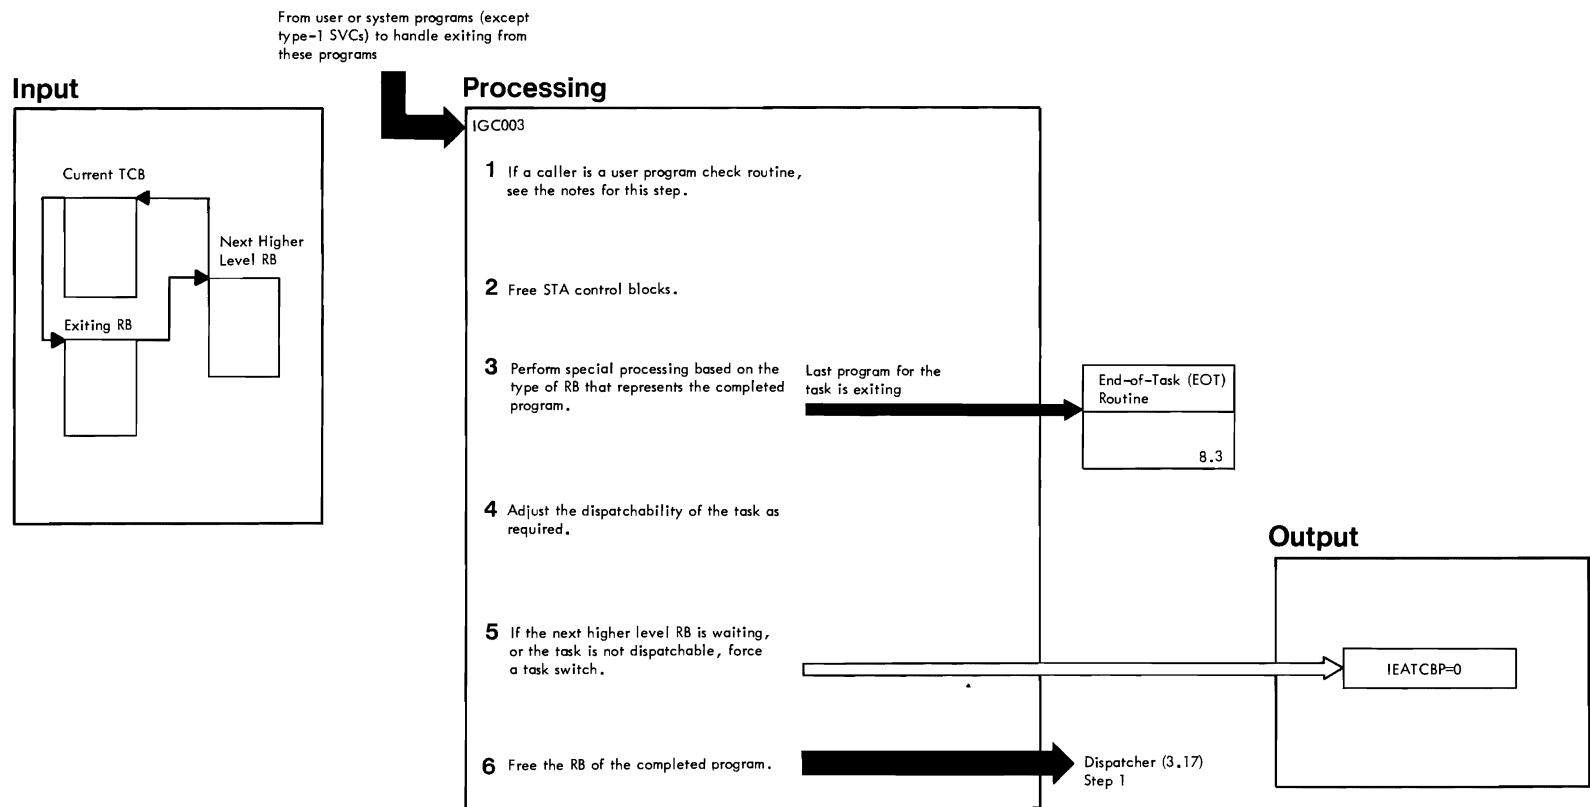 From user or system programs (except
type-1 SVCs) to handle exiting from
these programs
Input
Processing
IGC003
Current TCB
Next Higher
Level RB
Exiting RB
1 If a caller is a user program check routine,
see the notes for this step.
2 Free STA control blocks.
3 Perform special processing based on the
type of RB that represents the completed
program.
Last program for the
task is exiting
End-of-Task (EOT)
Routine
8.3
4 Adjust the dispatchability of the task as
required.
Output
5 If the next higher level RB is waiting,
or the task is not dispatchable, force
a task switch.
IEATCBP=0
6 Free the RB of the completed program.
Dispatcher (3.17)
Step 1